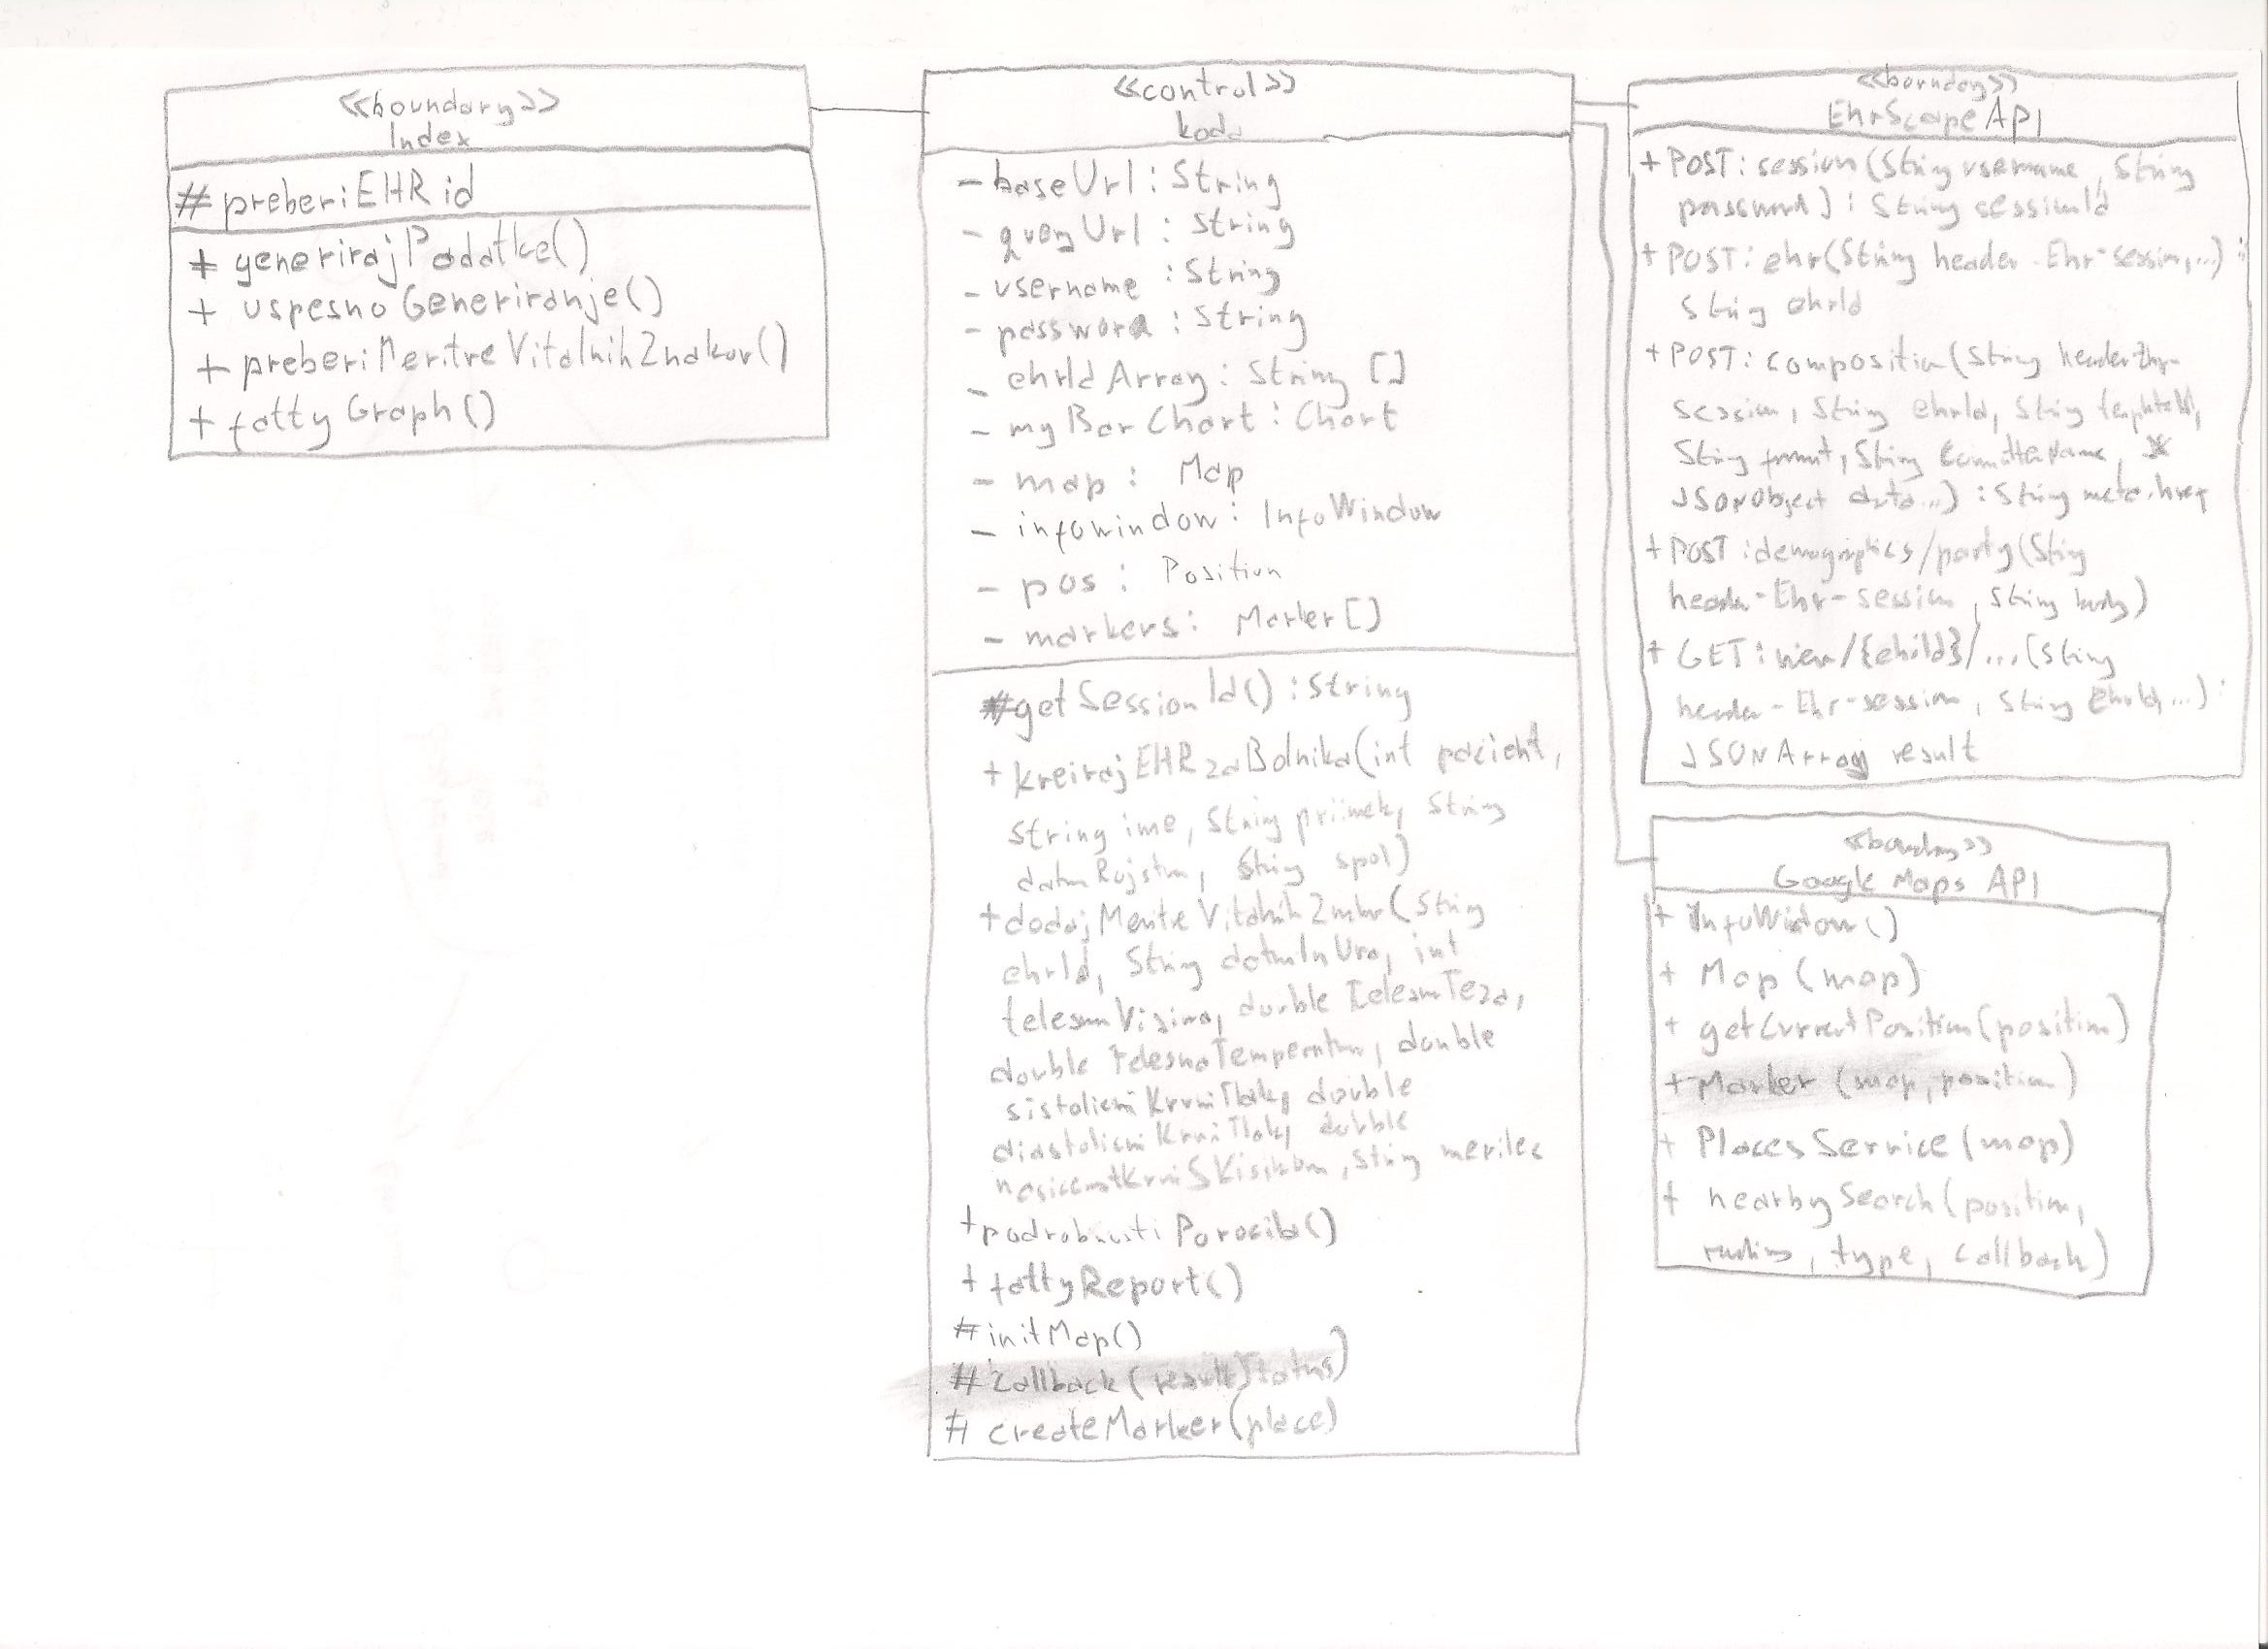 <<boundary>>
Index
# preberiEHRid
+ generirajPodatke()
+ uspesnoGeneriranje()
+ preberiMeritveVitalnihZnakov()
+ fattyGraph()
<<control>>
koda
- baseUrl : String
- queryUrl : String
- username : String
- password : String
- ehrIdArray : String []
- myBarChart : Chart
- map : Map
- infowindow : InfoWindow
- pos : Position
- markers : Marker[]
# getSessionId() : String
+ kreirajEHRzaBolnika(int pacient,
String ime, String priimek, String
datumRojstva, String spol)
+ dodajMeritveVitalnihZnakov(String
ehrId, String datumInUra, int
telesnaVisina, double telesnaTeza,
double telesnaTemperatura, double
sistolicniKrvniTlak, double
diastolicniKrvniTlak, double
nasicenostKrviSKisikom, String merilec
+ podrobnostiPorocila()
+ fattyReport()
# initMap()
# callback(result, status)
# createMarker(place)
<<boundary>>
EhrScape API
+ POST : session(String username, String
password) : String sessionId
+ POST : ehr(String header-Ehr-session,...) :
String ehrId
+ POST : composition(String header-Ehr-
session, String ehrId, String templateId,
String format, String committerName,
JSONObject data...) : String meta.href
+ POST : demographics/party(String
header-Ehr-session, String body)
+ GET : view/{ehrId}/...(String
header-Ehr-session, String ehrId,...) :
JSONArray result
<<boundary>>
Google Maps API
+ InfoWindow()
+ Map(map)
+ getCurrentPosition(position)
+ Marker(map, position)
+ PlacesService(map)
+ nearbySearch(position,
radius, type, callback)